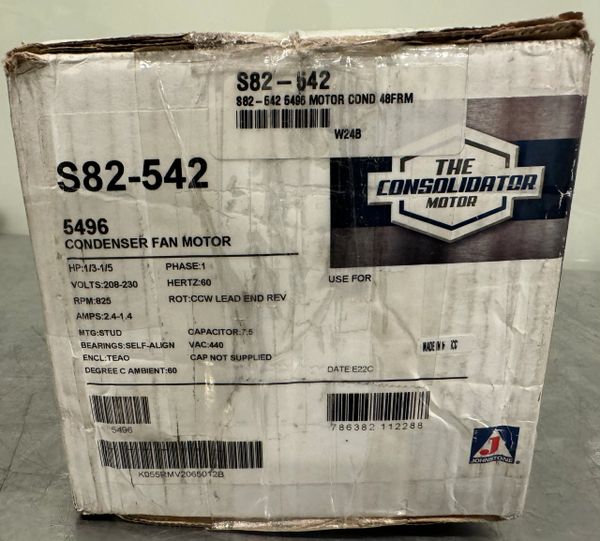 S82-542
S82-542 5496 MOTOR COND 48FRM
W24B
THE
CONSOLIDATOR
MOTOR
S82-542
5496
CONDENSER FAN MOTOR
HP:1/3-1/5 PHASE:1
VOLTS:208-230 HERTZ:60
RPM:825 ROT:CCW LEAD END REV
AMPS:2.4-1.4
USE FOR
MTG:STUD CAPACITOR:7.5
BEARINGS:SELF-ALIGN VAC:440
ENCL:TEAO CAP NOT SUPPLIED
DEGREE C AMBIENT:60
MADE IN
DATE:E22C
5496
786382 112288
K055RMV2065012B
J
JOHNSTONE